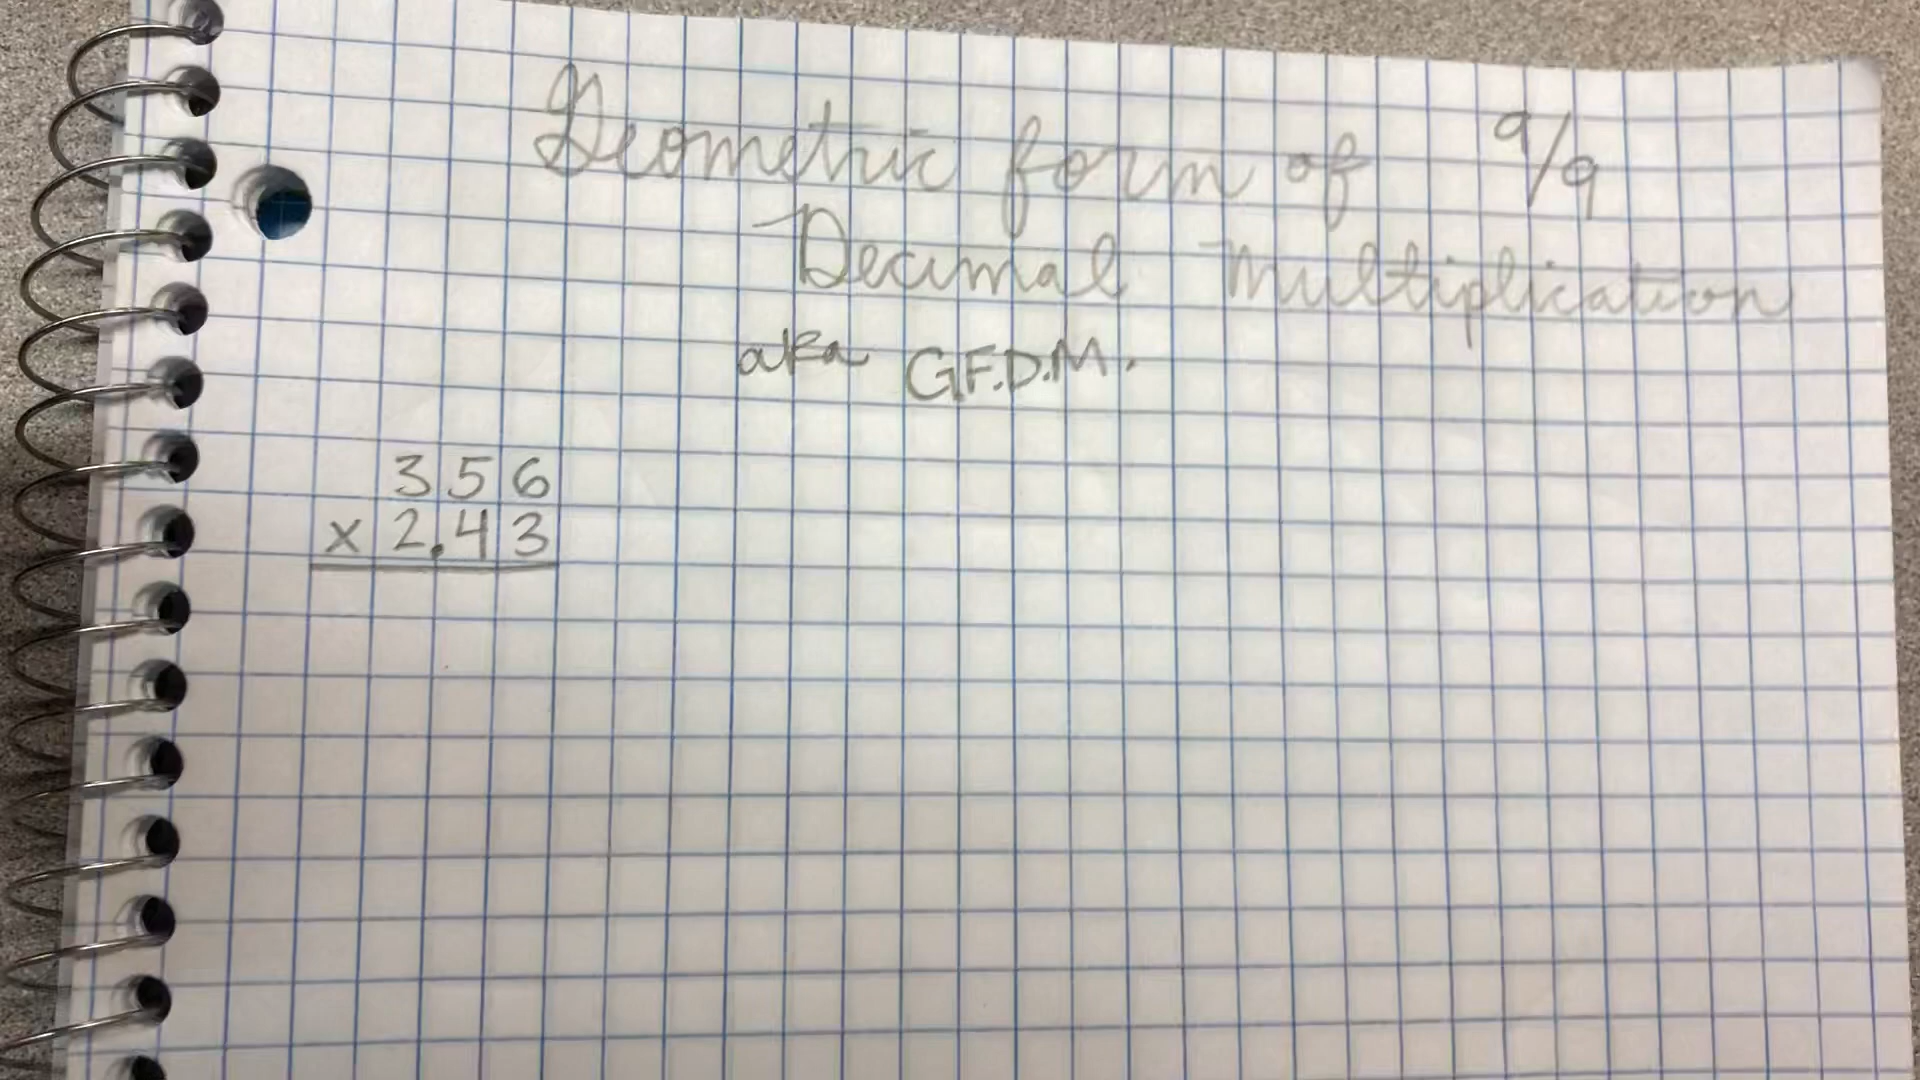 Geometric form of 9/9
Decimal Multiplication
aka G.F.D.M.
356
x 2.43